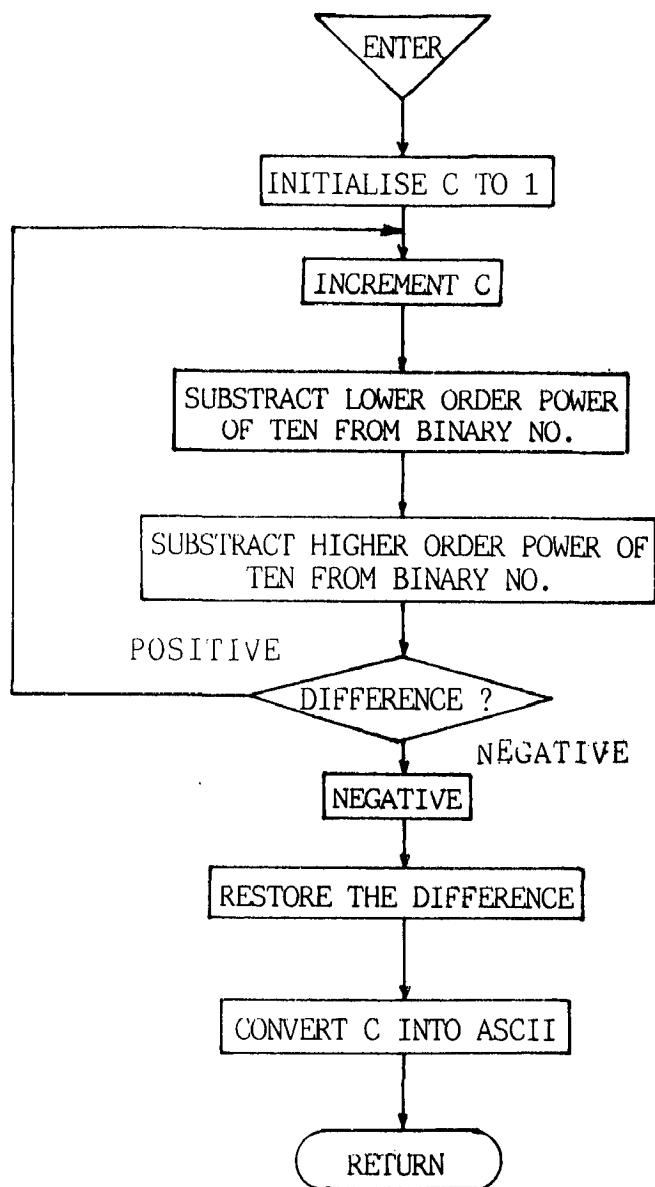 ENTER
INITIALISE C TO 1
INCREMENT C
SUBSTRACT LOWER ORDER POWER
OF TEN FROM BINARY NO.
SUBSTRACT HIGHER ORDER POWER OF
TEN FROM BINARY NO.
POSITIVE
DIFFERENCE ?
NEGATIVE
NEGATIVE
RESTORE THE DIFFERENCE
CONVERT C INTO ASCII
RETURN